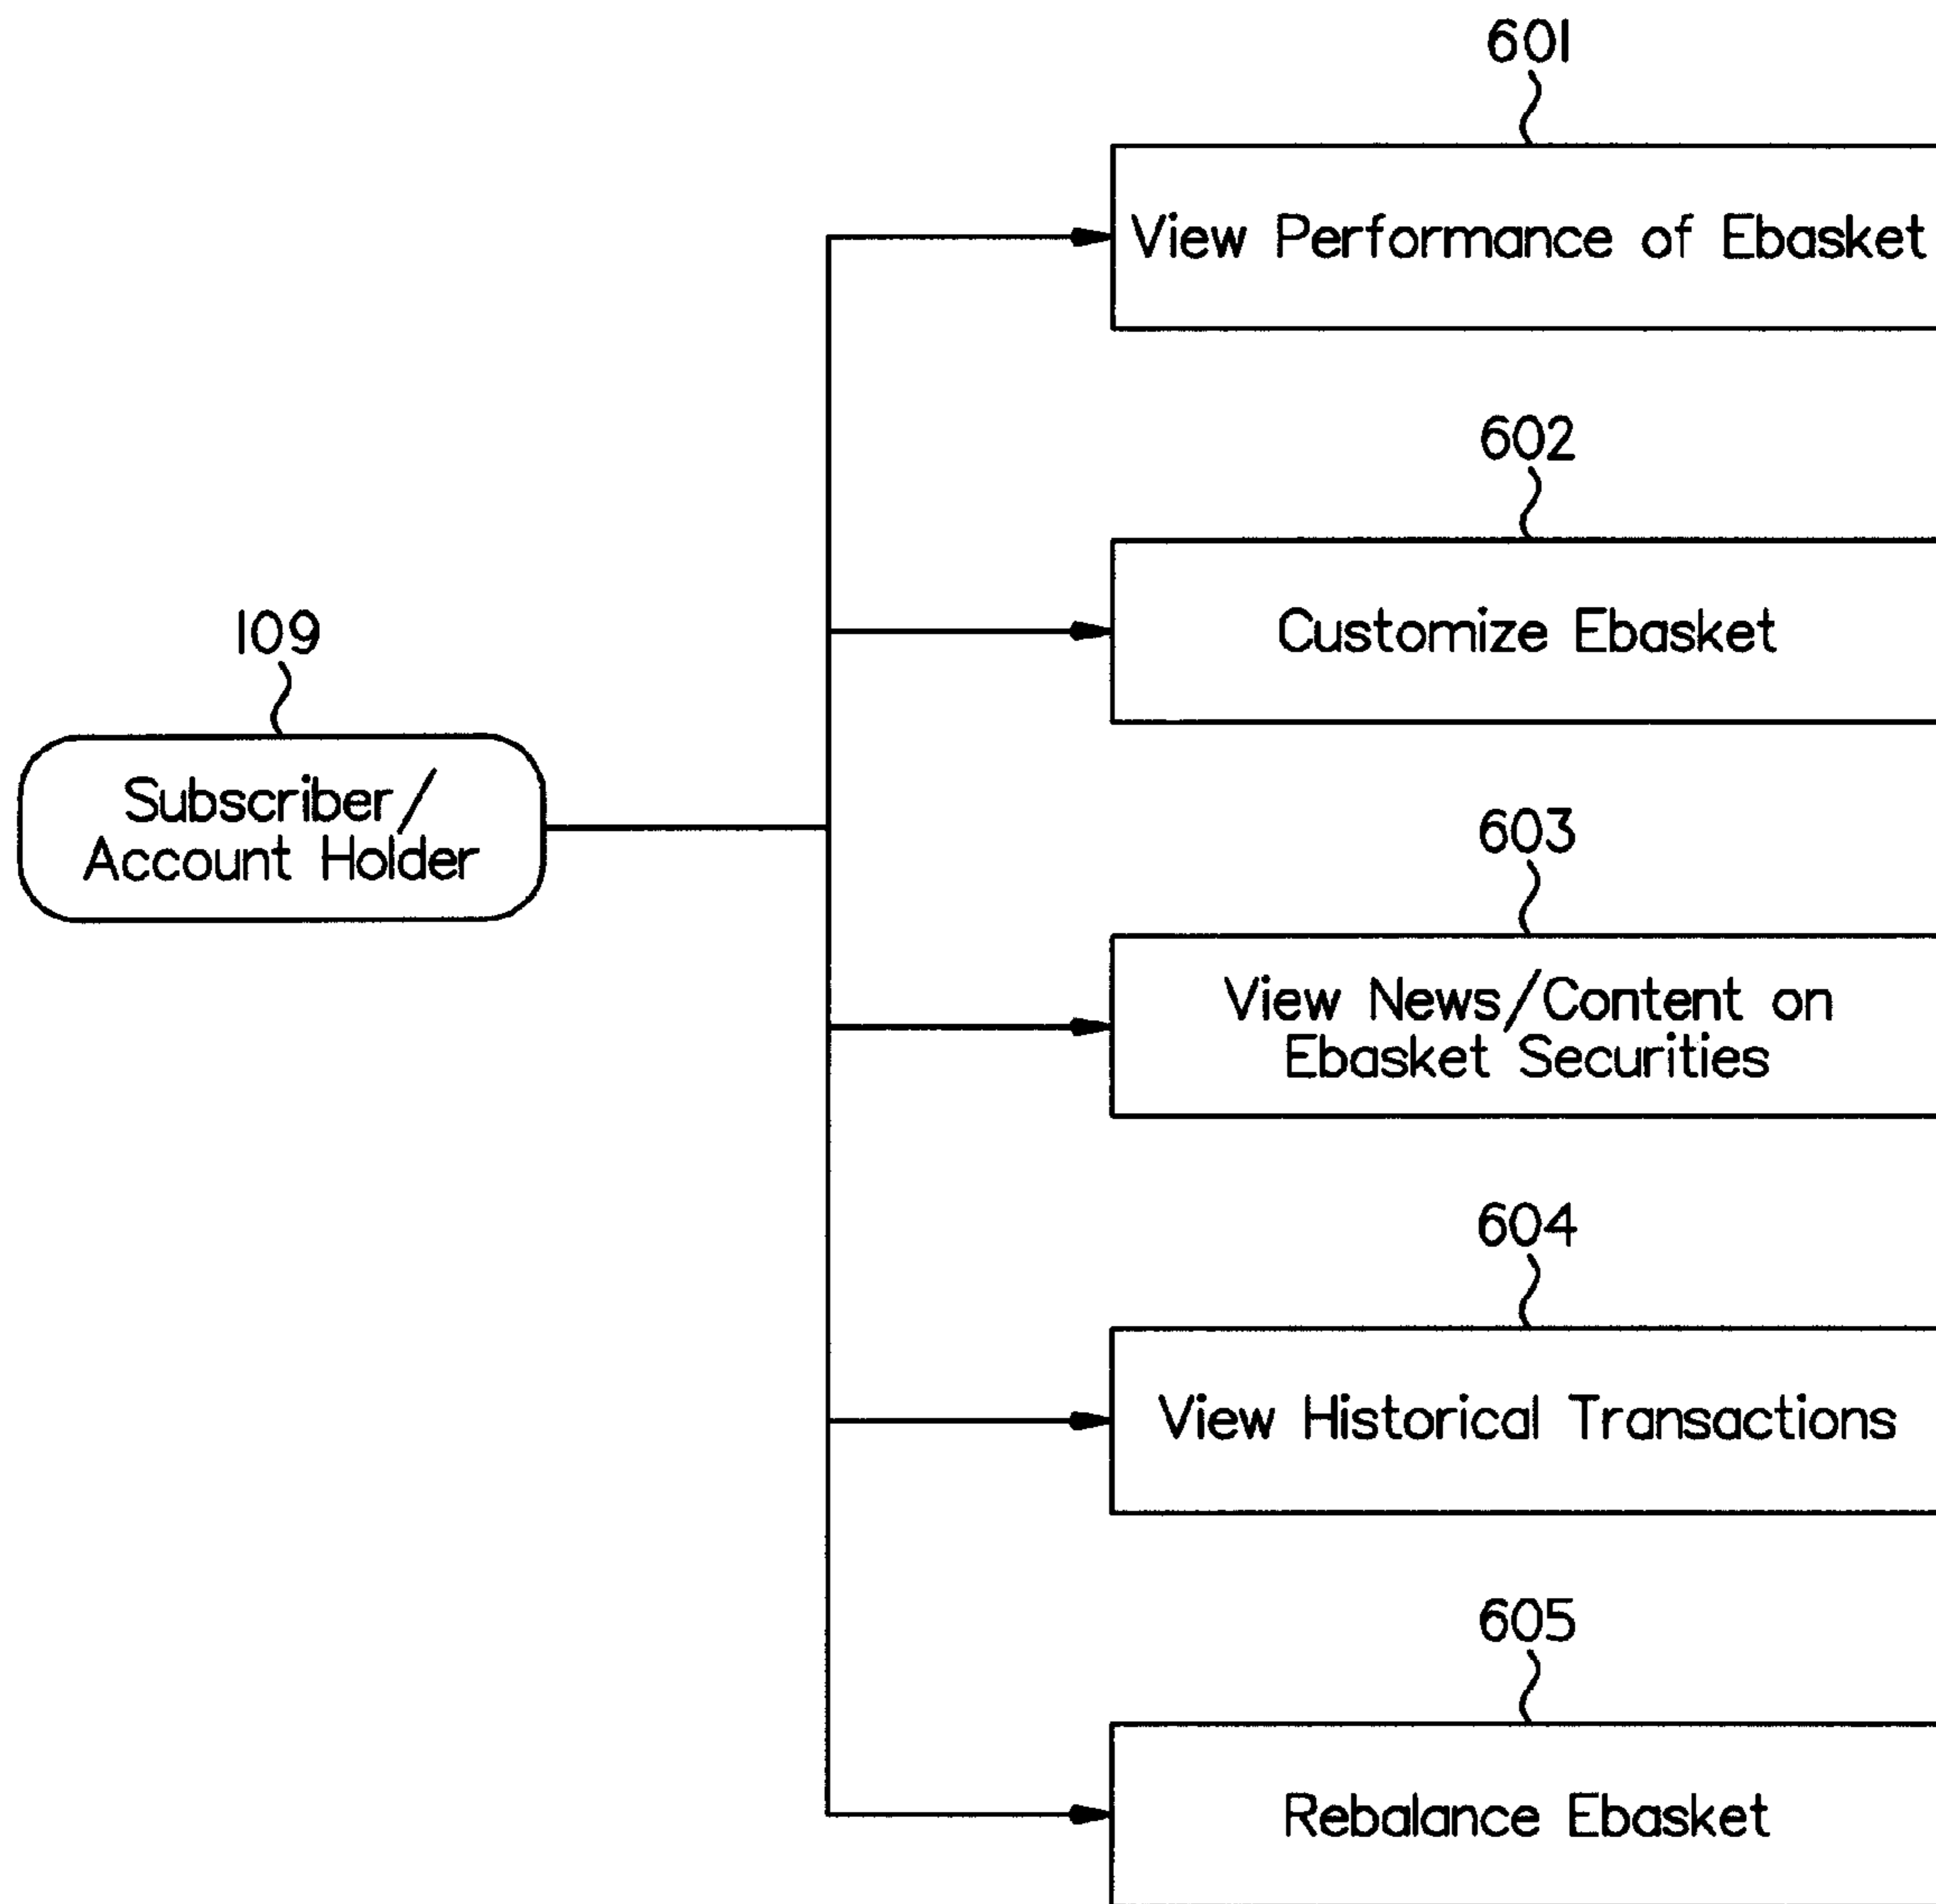 601
View Performance of Ebasket
602
Customize Ebasket
109
Subscriber/
Account Holder
603
View News/Content on
Ebasket Securities
604
View Historical Transactions
605
Rebalance Ebasket